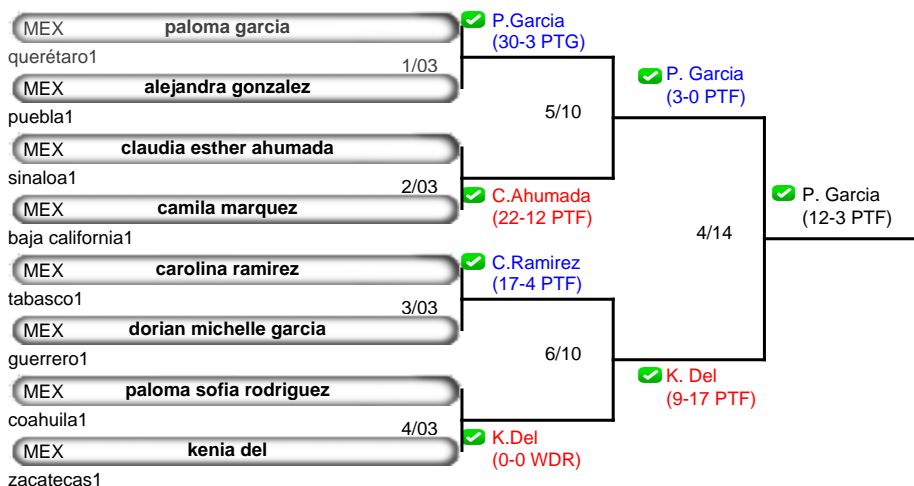 MEX paloma garcia
querétaro1
1/03
MEX alejandra gonzalez
puebla1
MEX claudia esther ahumada
sinaloa1
2/03
MEX camila marquez
baja california1
MEX carolina ramirez
tabasco1
3/03
MEX dorian michelle garcia
guerrero1
MEX paloma sofia rodriguez
coahuila1
4/03
MEX kenia del
zacatecas1
P.Garcia
(30-3 PTG)
5/10
C.Ahumada
(22-12 PTF)
C.Ramirez
(17-4 PTF)
6/10
K.Del
(0-0 WDR)
P. Garcia
(3-0 PTF)
4/14
K. Del
(9-17 PTF)
P. Garcia
(12-3 PTF)